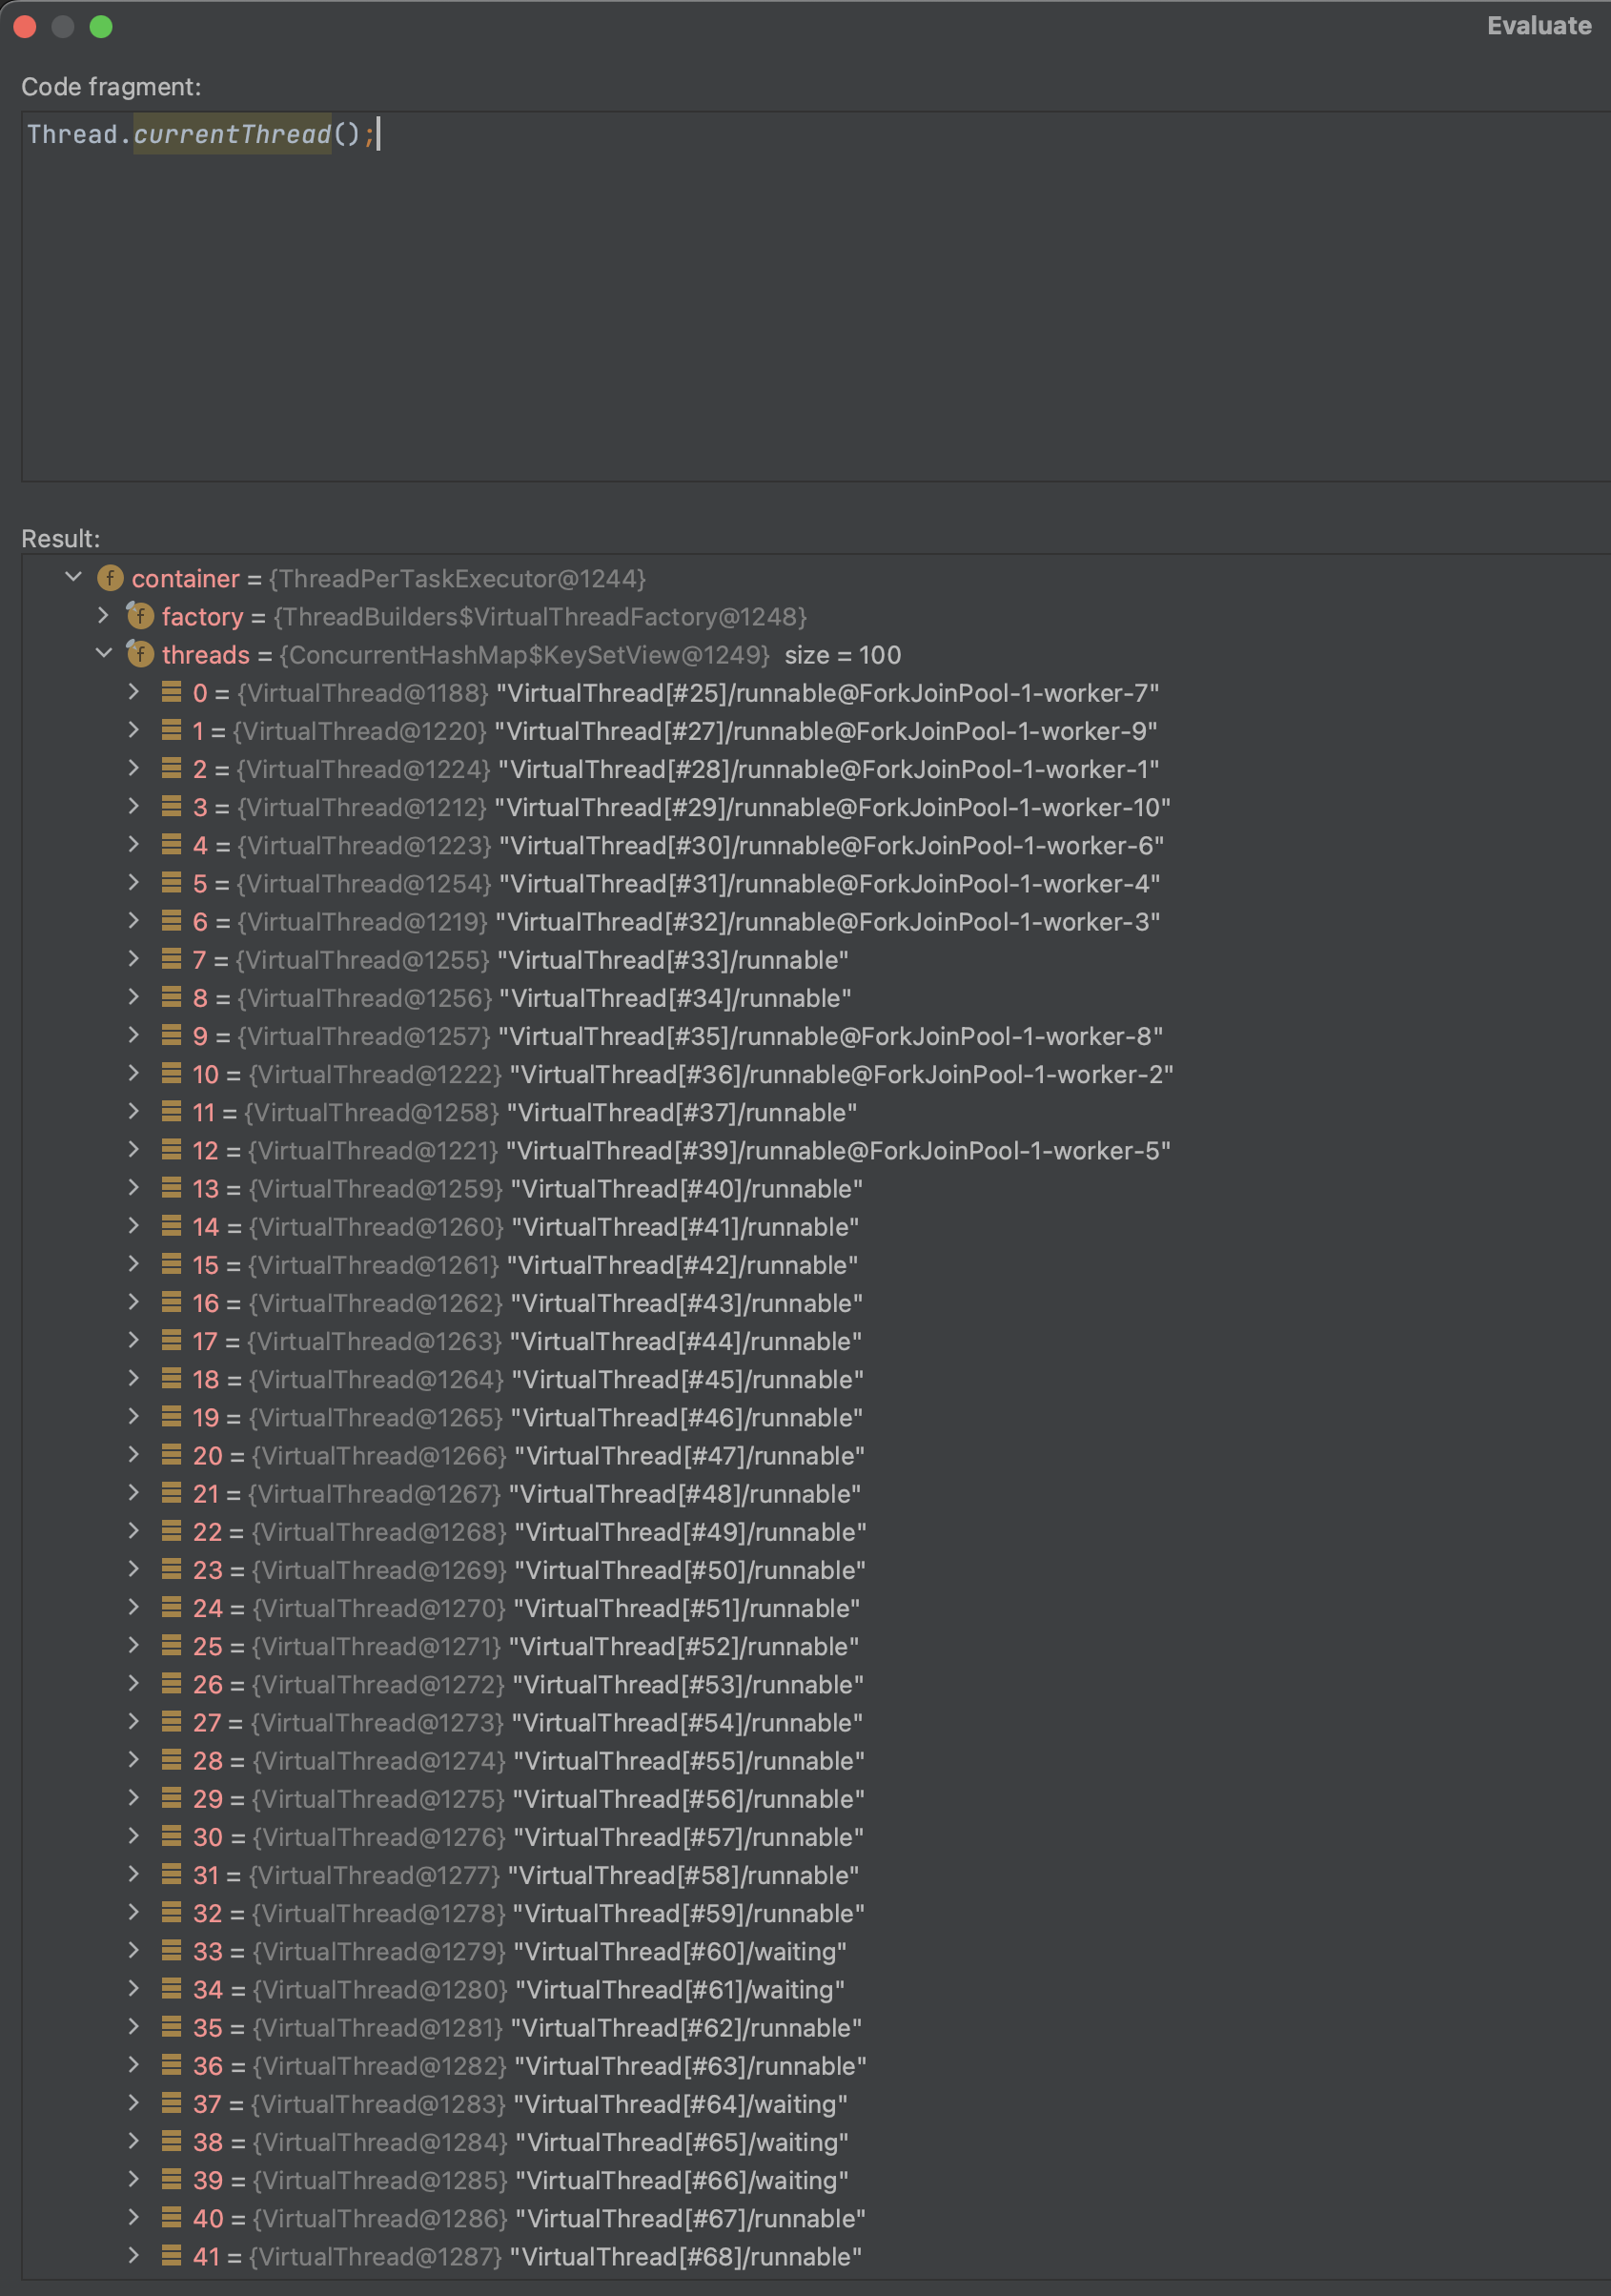 Evaluate
Code fragment:
Thread.currentThread();
Result:
f container = {ThreadPerTaskExecutor@1244}
f factory = {ThreadBuilders$VirtualThreadFactory@1248}
f threads = {ConcurrentHashMap$KeySetView@1249} size = 100
0 = {VirtualThread@1188} "VirtualThread[#25]/runnable@ForkJoinPool-1-worker-7"
1 = {VirtualThread@1220} "VirtualThread[#27]/runnable@ForkJoinPool-1-worker-9"
2 = {VirtualThread@1224} "VirtualThread[#28]/runnable@ForkJoinPool-1-worker-1"
3 = {VirtualThread@1212} "VirtualThread[#29]/runnable@ForkJoinPool-1-worker-10"
4 = {VirtualThread@1223} "VirtualThread[#30]/runnable@ForkJoinPool-1-worker-6"
5 = {VirtualThread@1254} "VirtualThread[#31]/runnable@ForkJoinPool-1-worker-4"
6 = {VirtualThread@1219} "VirtualThread[#32]/runnable@ForkJoinPool-1-worker-3"
7 = {VirtualThread@1255} "VirtualThread[#33]/runnable"
8 = {VirtualThread@1256} "VirtualThread[#34]/runnable"
9 = {VirtualThread@1257} "VirtualThread[#35]/runnable@ForkJoinPool-1-worker-8"
10 = {VirtualThread@1222} "VirtualThread[#36]/runnable@ForkJoinPool-1-worker-2"
11 = {VirtualThread@1258} "VirtualThread[#37]/runnable"
12 = {VirtualThread@1221} "VirtualThread[#39]/runnable@ForkJoinPool-1-worker-5"
13 = {VirtualThread@1259} "VirtualThread[#40]/runnable"
14 = {VirtualThread@1260} "VirtualThread[#41]/runnable"
15 = {VirtualThread@1261} "VirtualThread[#42]/runnable"
16 = {VirtualThread@1262} "VirtualThread[#43]/runnable"
17 = {VirtualThread@1263} "VirtualThread[#44]/runnable"
18 = {VirtualThread@1264} "VirtualThread[#45]/runnable"
19 = {VirtualThread@1265} "VirtualThread[#46]/runnable"
20 = {VirtualThread@1266} "VirtualThread[#47]/runnable"
21 = {VirtualThread@1267} "VirtualThread[#48]/runnable"
22 = {VirtualThread@1268} "VirtualThread[#49]/runnable"
23 = {VirtualThread@1269} "VirtualThread[#50]/runnable"
24 = {VirtualThread@1270} "VirtualThread[#51]/runnable"
25 = {VirtualThread@1271} "VirtualThread[#52]/runnable"
26 = {VirtualThread@1272} "VirtualThread[#53]/runnable"
27 = {VirtualThread@1273} "VirtualThread[#54]/runnable"
28 = {VirtualThread@1274} "VirtualThread[#55]/runnable"
29 = {VirtualThread@1275} "VirtualThread[#56]/runnable"
30 = {VirtualThread@1276} "VirtualThread[#57]/runnable"
31 = {VirtualThread@1277} "VirtualThread[#58]/runnable"
32 = {VirtualThread@1278} "VirtualThread[#59]/runnable"
33 = {VirtualThread@1279} "VirtualThread[#60]/waiting"
34 = {VirtualThread@1280} "VirtualThread[#61]/waiting"
35 = {VirtualThread@1281} "VirtualThread[#62]/runnable"
36 = {VirtualThread@1282} "VirtualThread[#63]/runnable"
37 = {VirtualThread@1283} "VirtualThread[#64]/waiting"
38 = {VirtualThread@1284} "VirtualThread[#65]/waiting"
39 = {VirtualThread@1285} "VirtualThread[#66]/waiting"
40 = {VirtualThread@1286} "VirtualThread[#67]/runnable"
41 = {VirtualThread@1287} "VirtualThread[#68]/runnable"